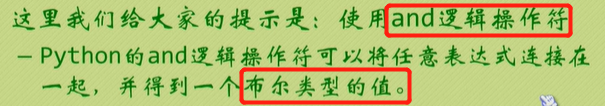 这里我们给大家的提示是：使用and逻辑操作符
–Python的and逻辑操作符可以将任意表达式连接在
一起，并得到一个布尔类型的值。